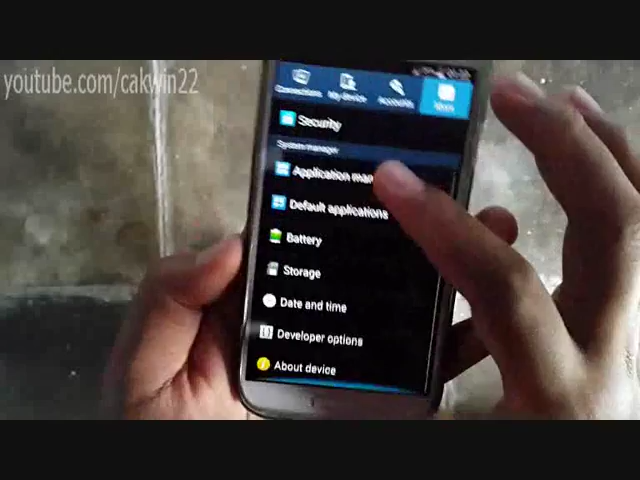 youtube.com/cakwin22
Connections My device Accounts More
Security
System manager
Application
Default applications
Battery
Storage
Date and time
Developer options
About device